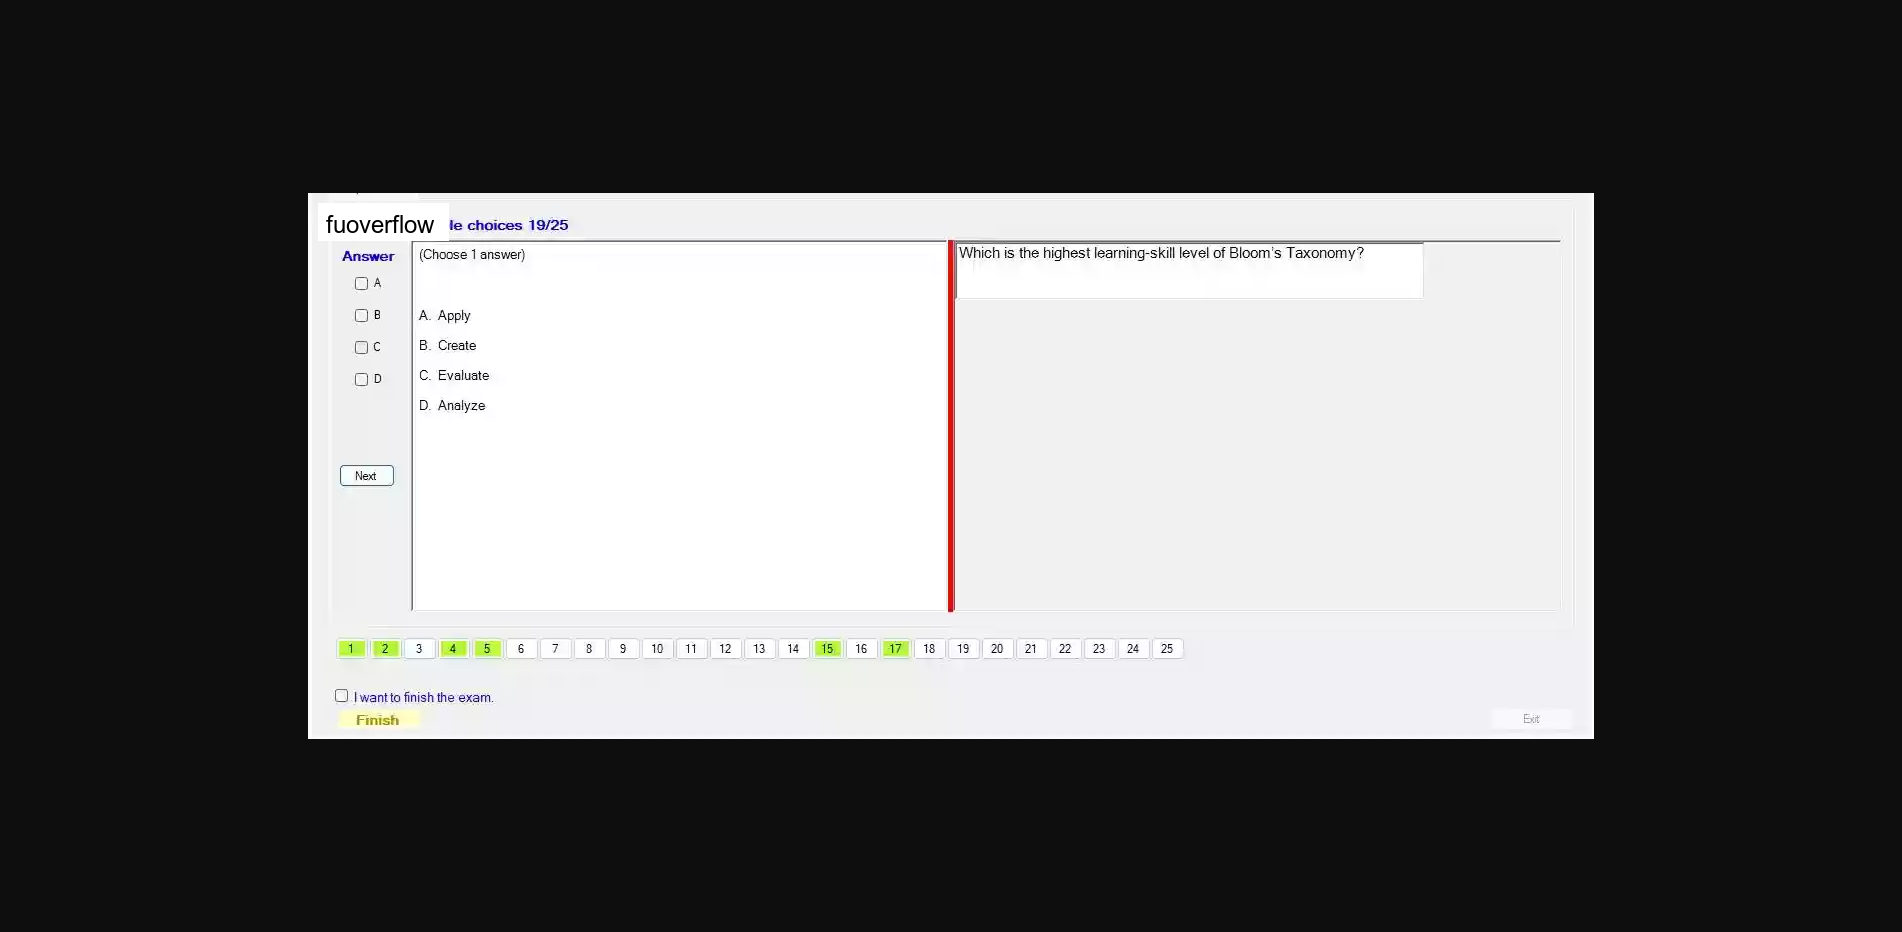 fuoverflow
le choices 19/25
Answer
A
B
C
D
Next
(Choose 1 answer)
A. Apply
B. Create
C. Evaluate
D. Analyze
Which is the highest learning-skill level of Bloom's Taxonomy?
1 2 3 4 5 6 7 8 9 10 11 12 13 14 15 16 17 18 19 20 21 22 23 24 25
I want to finish the exam.
Finish
Exit